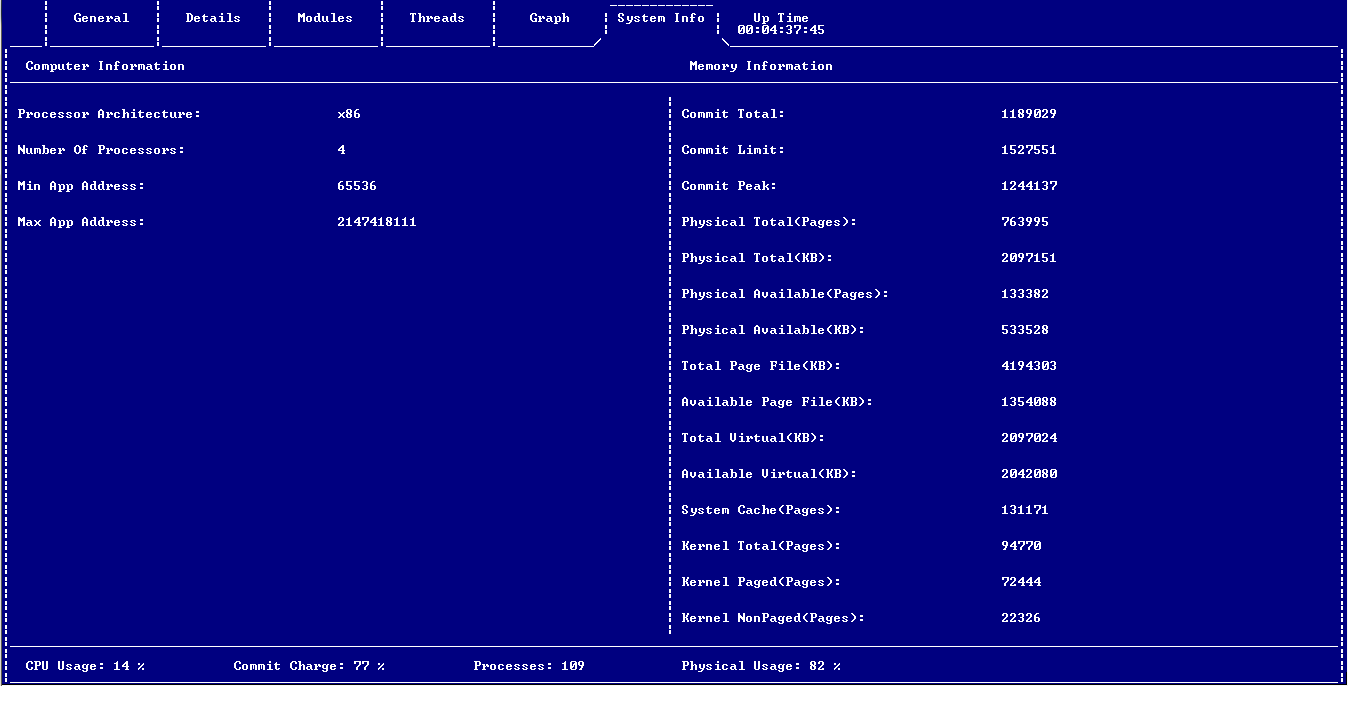 General Details Modules Threads Graph System Info Up Time
00:04:37:45
Computer Information Memory Information
Processor Architecture: x86 Commit Total: 1189029
Number Of Processors: 4 Commit Limit: 1527551
Min App Address: 65536 Commit Peak: 1244137
Max App Address: 2147418111 Physical Total(Pages): 763995
Physical Total(KB): 2097151
Physical Available(Pages): 133382
Physical Available(KB): 533528
Total Page File(KB): 4194303
Available Page File(KB): 1354088
Total Virtual(KB): 2097024
Available Virtual(KB): 2042080
System Cache(Pages): 131171
Kernel Total(Pages): 94770
Kernel Paged(Pages): 72444
Kernel NonPaged(Pages): 22326
CPU Usage: 14 % Commit Charge: 77 % Processes: 109 Physical Usage: 82 %